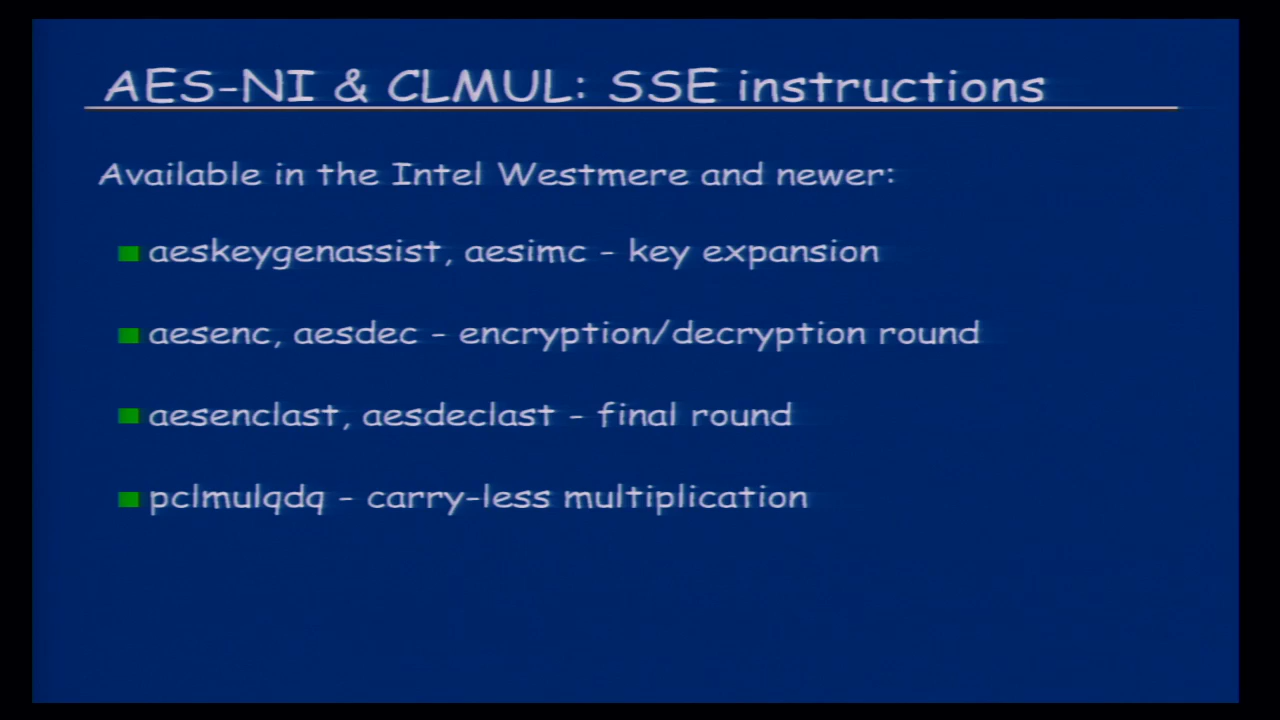 AES-NI & CLMUL: SSE instructions
Available in the Intel Westmere and newer:
aeskeygenassist, aesimc - key expansion
aesenc, aesdec - encryption/decryption round
aesenclast, aesdeclast - final round
pclmulqdq - carry-less multiplication